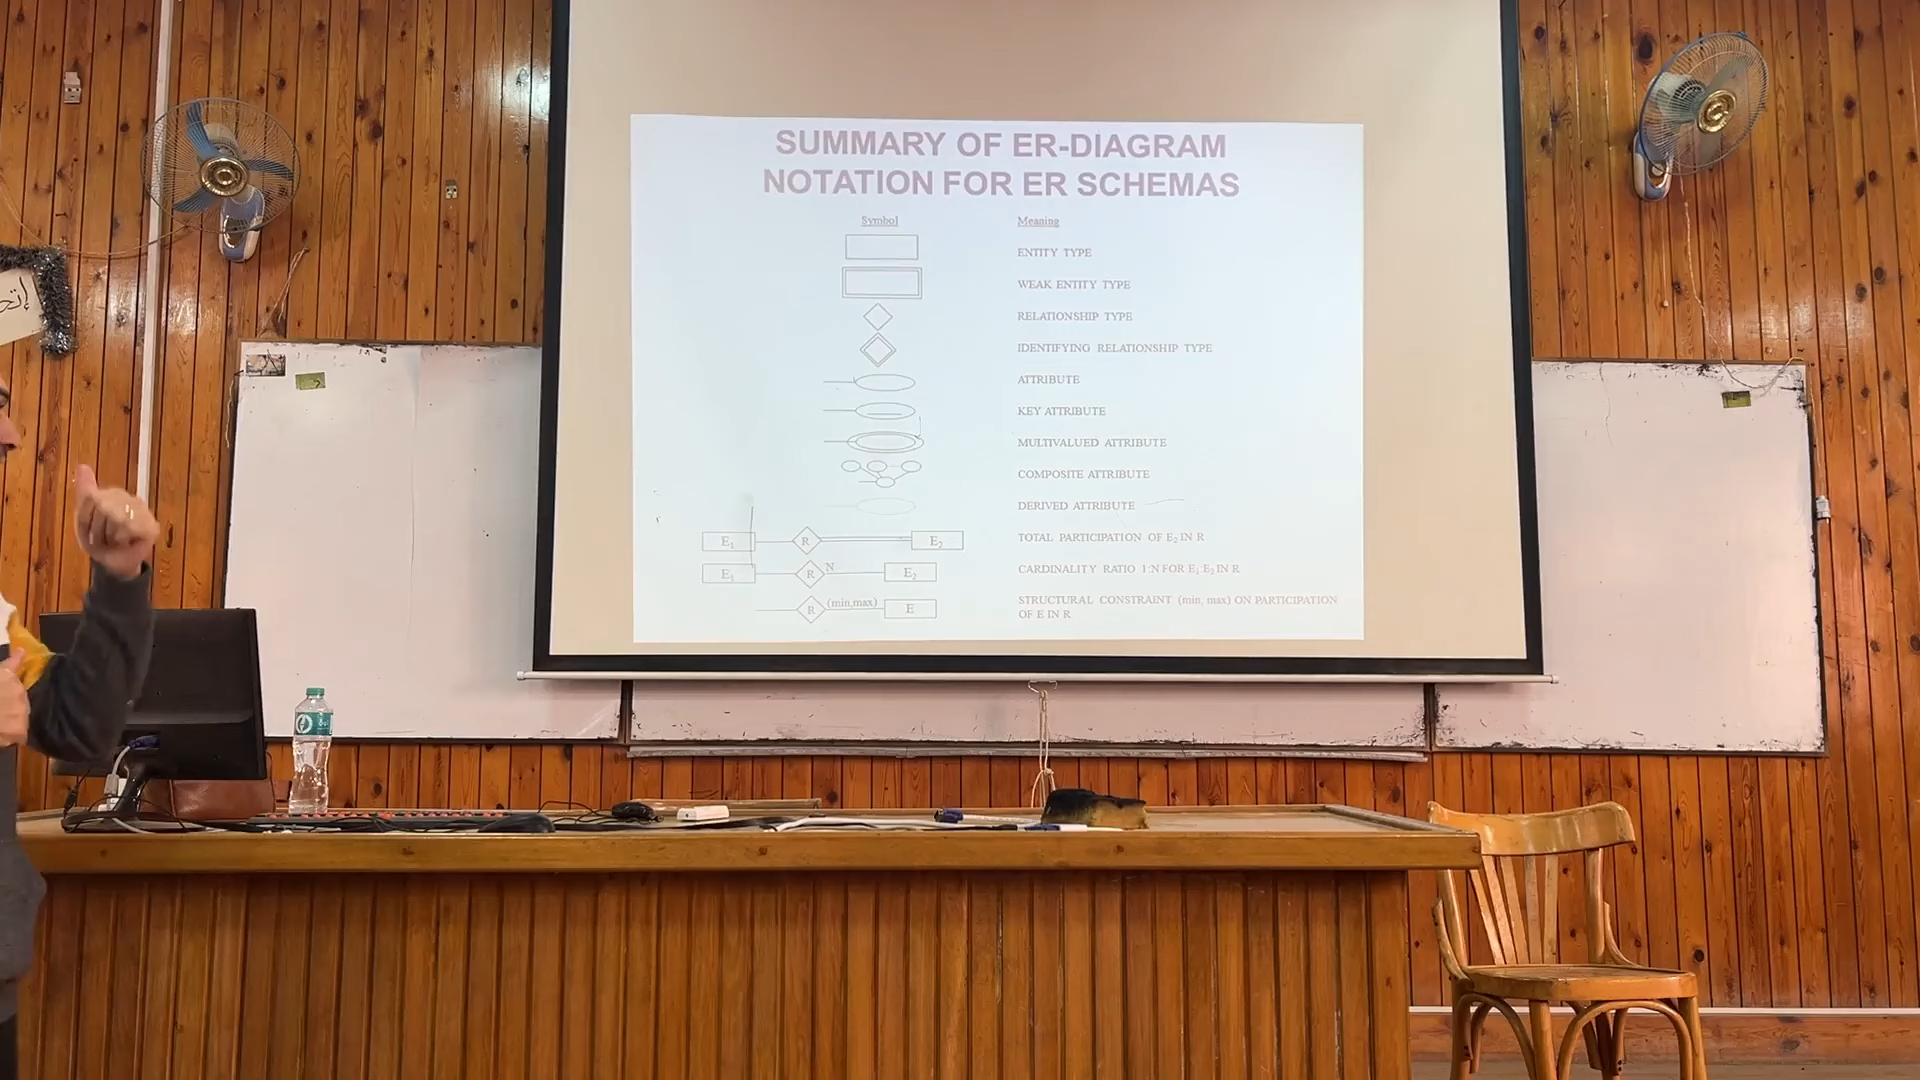 SUMMARY OF ER-DIAGRAM
NOTATION FOR ER SCHEMAS
Symbol Meaning
ENTITY TYPE
WEAK ENTITY TYPE
RELATIONSHIP TYPE
IDENTIFYING RELATIONSHIP TYPE
ATTRIBUTE
KEY ATTRIBUTE
MULTIVALUED ATTRIBUTE
COMPOSITE ATTRIBUTE
DERIVED ATTRIBUTE
E₁ R E₂ TOTAL PARTICIPATION OF E₂ IN R
E₁ R N E₂ CARDINALITY RATIO 1:N FOR E₁:E₂ IN R
R (min,max) E STRUCTURAL CONSTRAINT (min, max) ON PARTICIPATION
OF E IN R